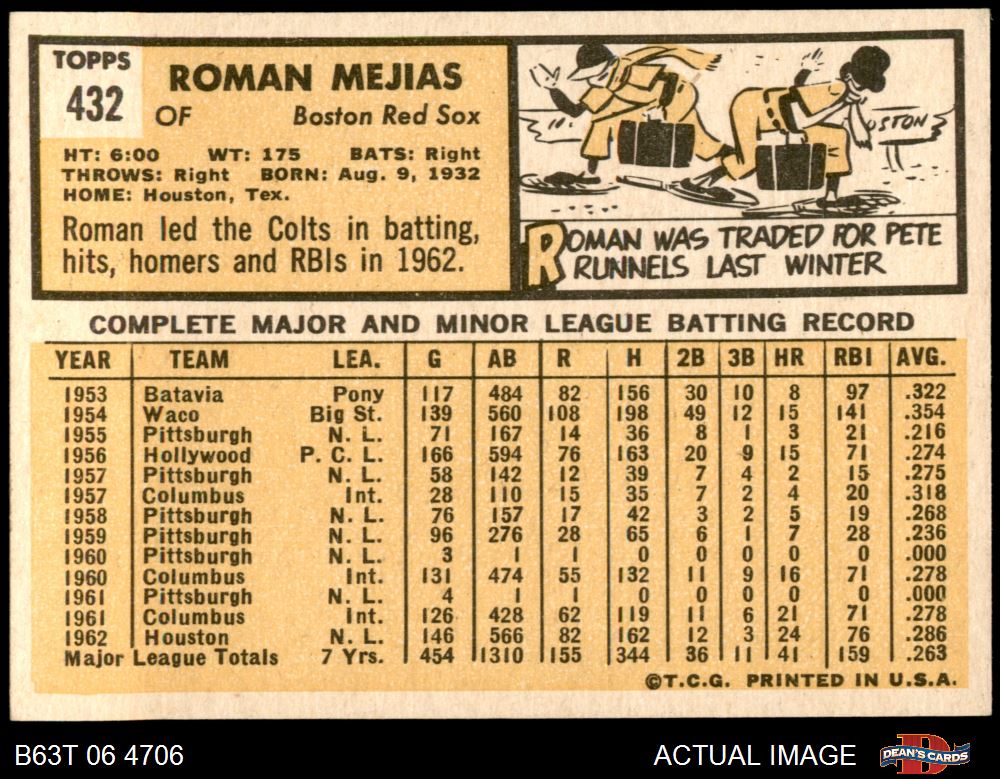 TOPPS
432
ROMAN MEJIAS
OF Boston Red Sox
HT: 6:00 WT: 175 BATS: Right
THROWS: Right BORN: Aug. 9, 1932
HOME: Houston, Tex.
Roman led the Colts in batting,
hits, homers and RBIs in 1962.
OSTON
ROMAN WAS TRADED FOR PETE
RUNNELS LAST WINTER
COMPLETE MAJOR AND MINOR LEAGUE BATTING RECORD
YEAR TEAM LEA. G AB R H 2B 3B HR RBI AVG.
1953 Batavia Pony 117 484 82 156 30 10 8 97 .322
1954 Waco Big St. 139 560 108 198 49 12 15 141 .354
1955 Pittsburgh N. L. 71 167 14 36 8 1 3 21 .216
1956 Hollywood P. C. L. 166 594 76 163 20 9 15 71 .274
1957 Pittsburgh N. L. 58 142 12 39 7 4 2 15 .275
1957 Columbus Int. 28 110 15 35 7 2 4 20 .318
1958 Pittsburgh N. L. 76 157 17 42 3 2 5 19 .268
1959 Pittsburgh N. L. 96 276 28 65 6 1 7 28 .236
1960 Pittsburgh N. L. 3 1 1 0 0 0 0 0 .000
1960 Columbus Int. 131 474 55 132 11 9 16 71 .278
1961 Pittsburgh N. L. 4 1 1 0 0 0 0 0 .000
1961 Columbus Int. 126 428 62 119 11 6 21 71 .278
1962 Houston N. L. 146 566 82 162 12 3 24 76 .286
Major League Totals 7 Yrs. 454 1310 155 344 36 11 41 159 .263
©T.C.G. PRINTED IN U.S.A.
B63T 06 4706 ACTUAL IMAGE D DEAN'S CARDS